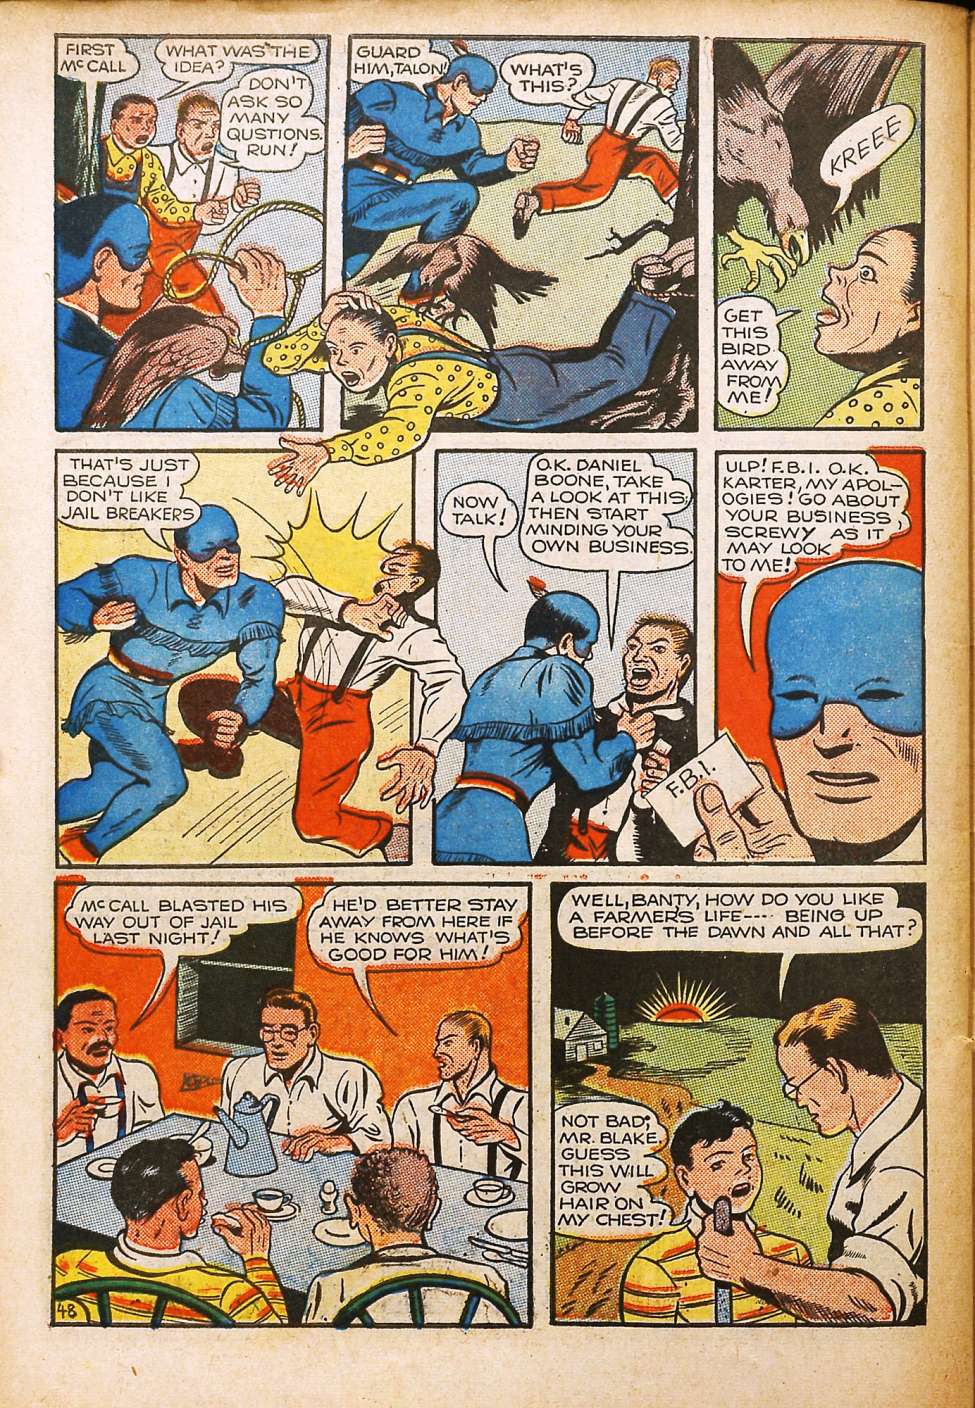 FIRST
McCALL
WHAT WAS THE
IDEA?
DON'T
ASK SO
MANY
QUSTIONS.
RUN!
GUARD
HIM, TALON!
WHAT'S
THIS?
KREEE
GET
THIS
BIRD
AWAY
FROM
ME!
THAT'S JUST
BECAUSE I
DON'T LIKE
JAIL BREAKERS
NOW
TALK!
O.K. DANIEL
BOONE, TAKE
A LOOK AT THIS;
THEN START
MINDING YOUR
OWN BUSINESS.
ULP! F.B.I. O.K.
KARTER, MY APOL-
OGIES! GO ABOUT
YOUR BUSINESS,
SCREWY AS IT
MAY LOOK
TO ME!
F.B.I.
McCALL BLASTED HIS
WAY OUT OF JAIL
LAST NIGHT!
HE'D BETTER STAY
AWAY FROM HERE IF
HE KNOWS WHAT'S
GOOD FOR HIM!
48
WELL, BANTY, HOW DO YOU LIKE
A FARMER'S LIFE---- BEING UP
BEFORE THE DAWN AND ALL THAT?
NOT BAD,
MR. BLAKE.
GUESS
THIS WILL
GROW
HAIR ON
MY CHEST!